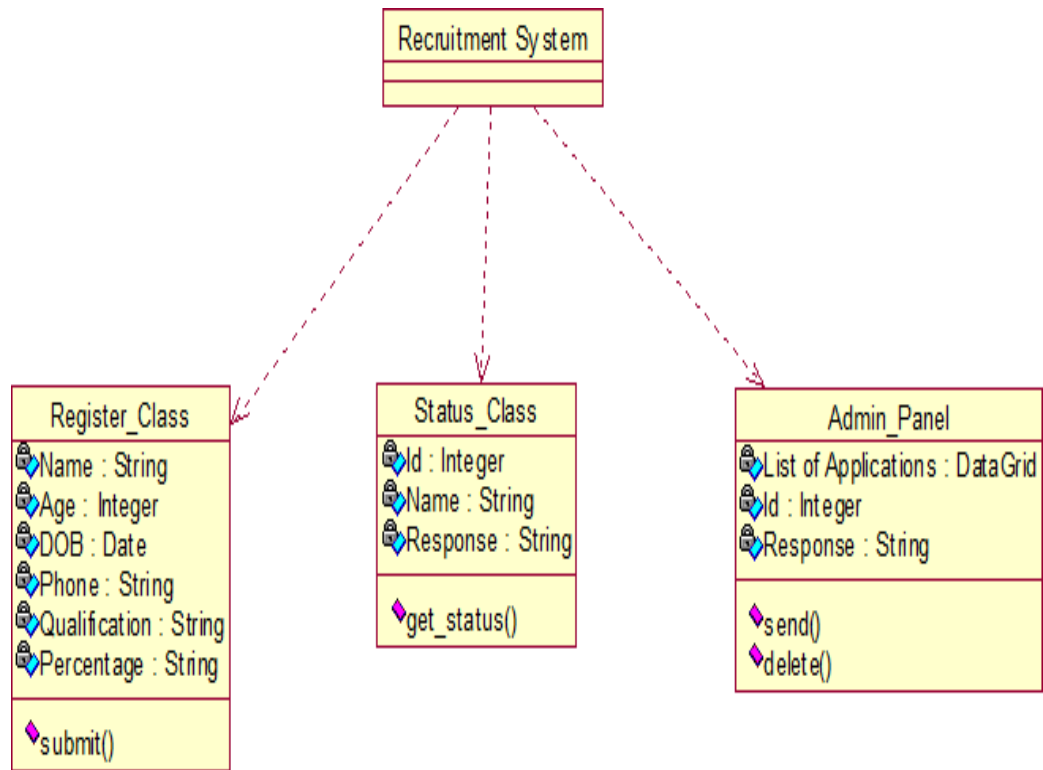 Recruitment System
Register_Class
Name : String
Age : Integer
DOB : Date
Phone : String
Qualification : String
Percentage : String
submit()
Status_Class
Id : Integer
Name : String
Response : String
get_status()
Admin_Panel
List of Applications : DataGrid
Id : Integer
Response : String
send()
delete()